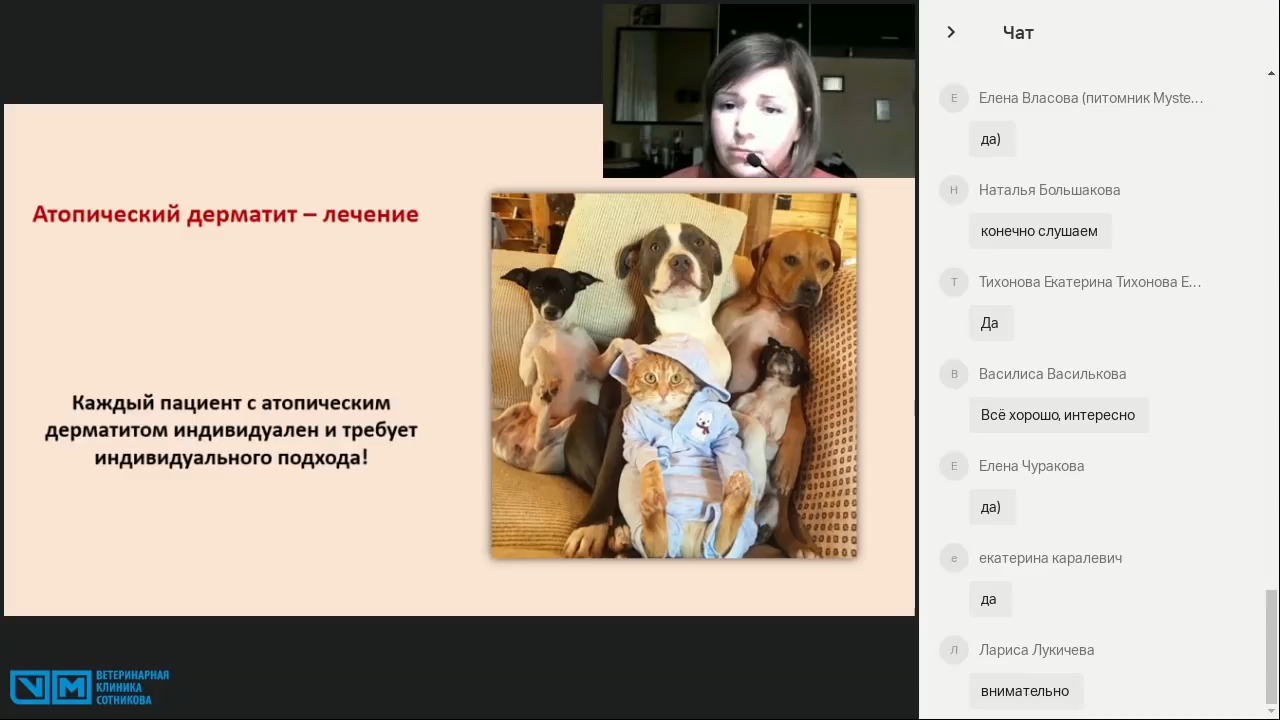 Атопический дерматит – лечение
Каждый пациент с атопическим
дерматитом индивидуален и требует
индивидуального подхода!
ВЕТЕРИНАРНАЯ
КЛИНИКА
СОТНИКОВА
Чат
Е
Елена Власова (питомник Myste...
да)
Н
Наталья Большакова
конечно слушаем
Т
Тихонова Екатерина Тихонова Е...
Да
В
Василиса Василькова
Всё хорошо, интересно
Е
Елена Чуракова
да)
е
екатерина каралевич
да
Л
Лариса Лукичева
внимательно